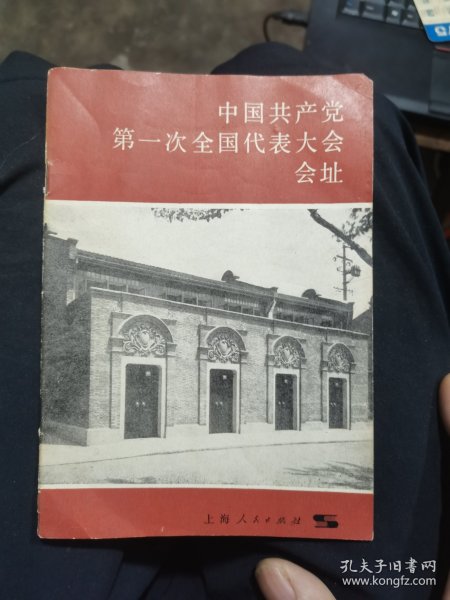 中国共产党
第一次全国代表大会
会址
上海人民出版社
孔夫子旧书网
www.kongfz.com